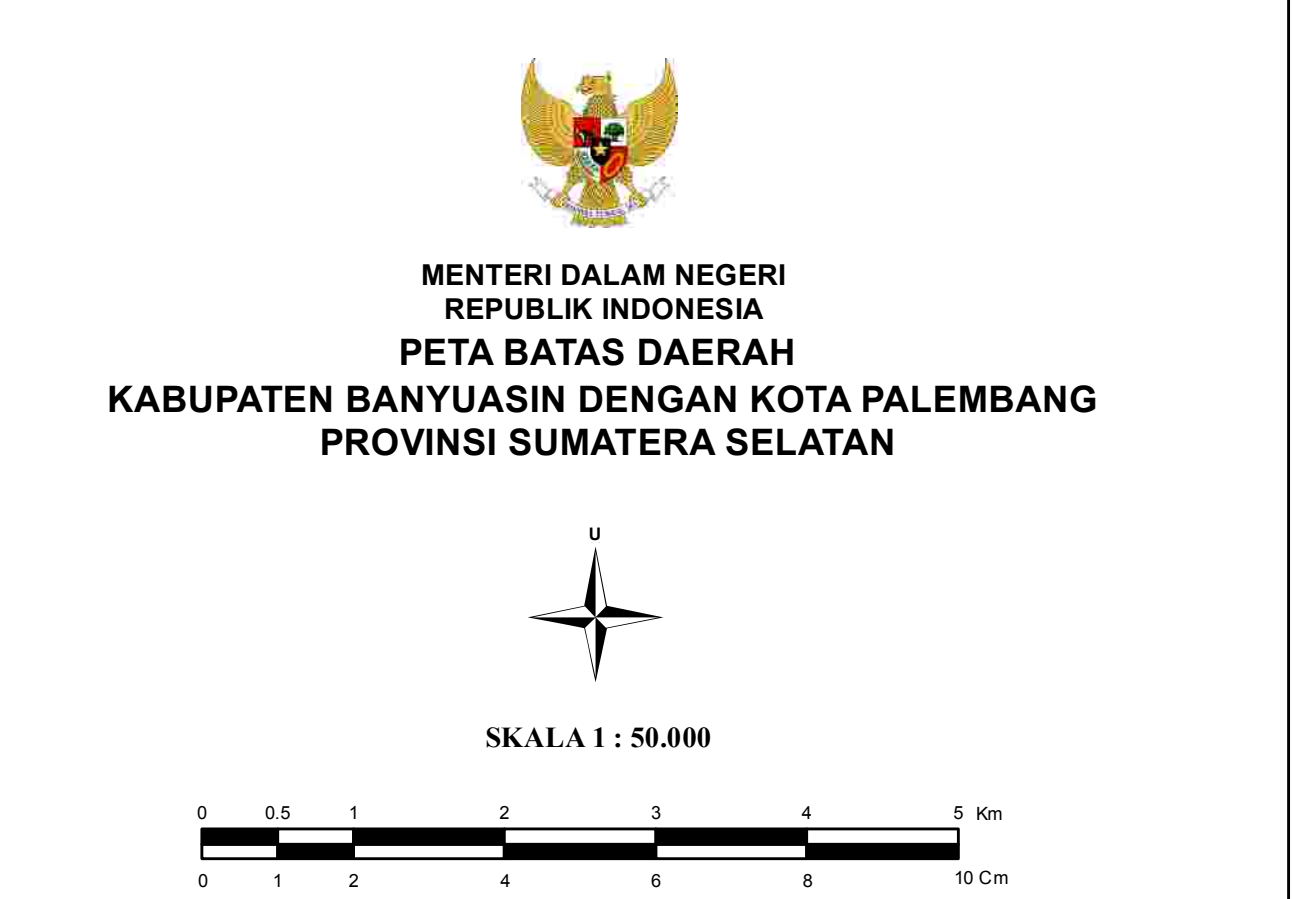 MENTERI DALAM NEGERI
REPUBLIK INDONESIA
PETA BATAS DAERAH
KABUPATEN BANYUASIN DENGAN KOTA PALEMBANG
PROVINSI SUMATERA SELATAN
U
SKALA 1 : 50.000
0 0.5 1 2 3 4 5 Km
0 1 2 4 6 8 10 Cm